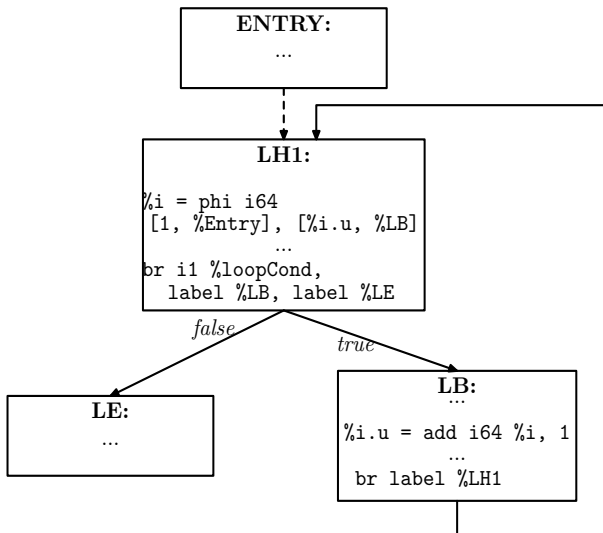 ENTRY:
...
LH1:
%i = phi i64
[1, %Entry], [%i.u, %LB]
...
br i1 %loopCond,
label %LB, label %LE
false
true
LE:
...
LB:
...
%i.u = add i64 %i, 1
...
br label %LH1